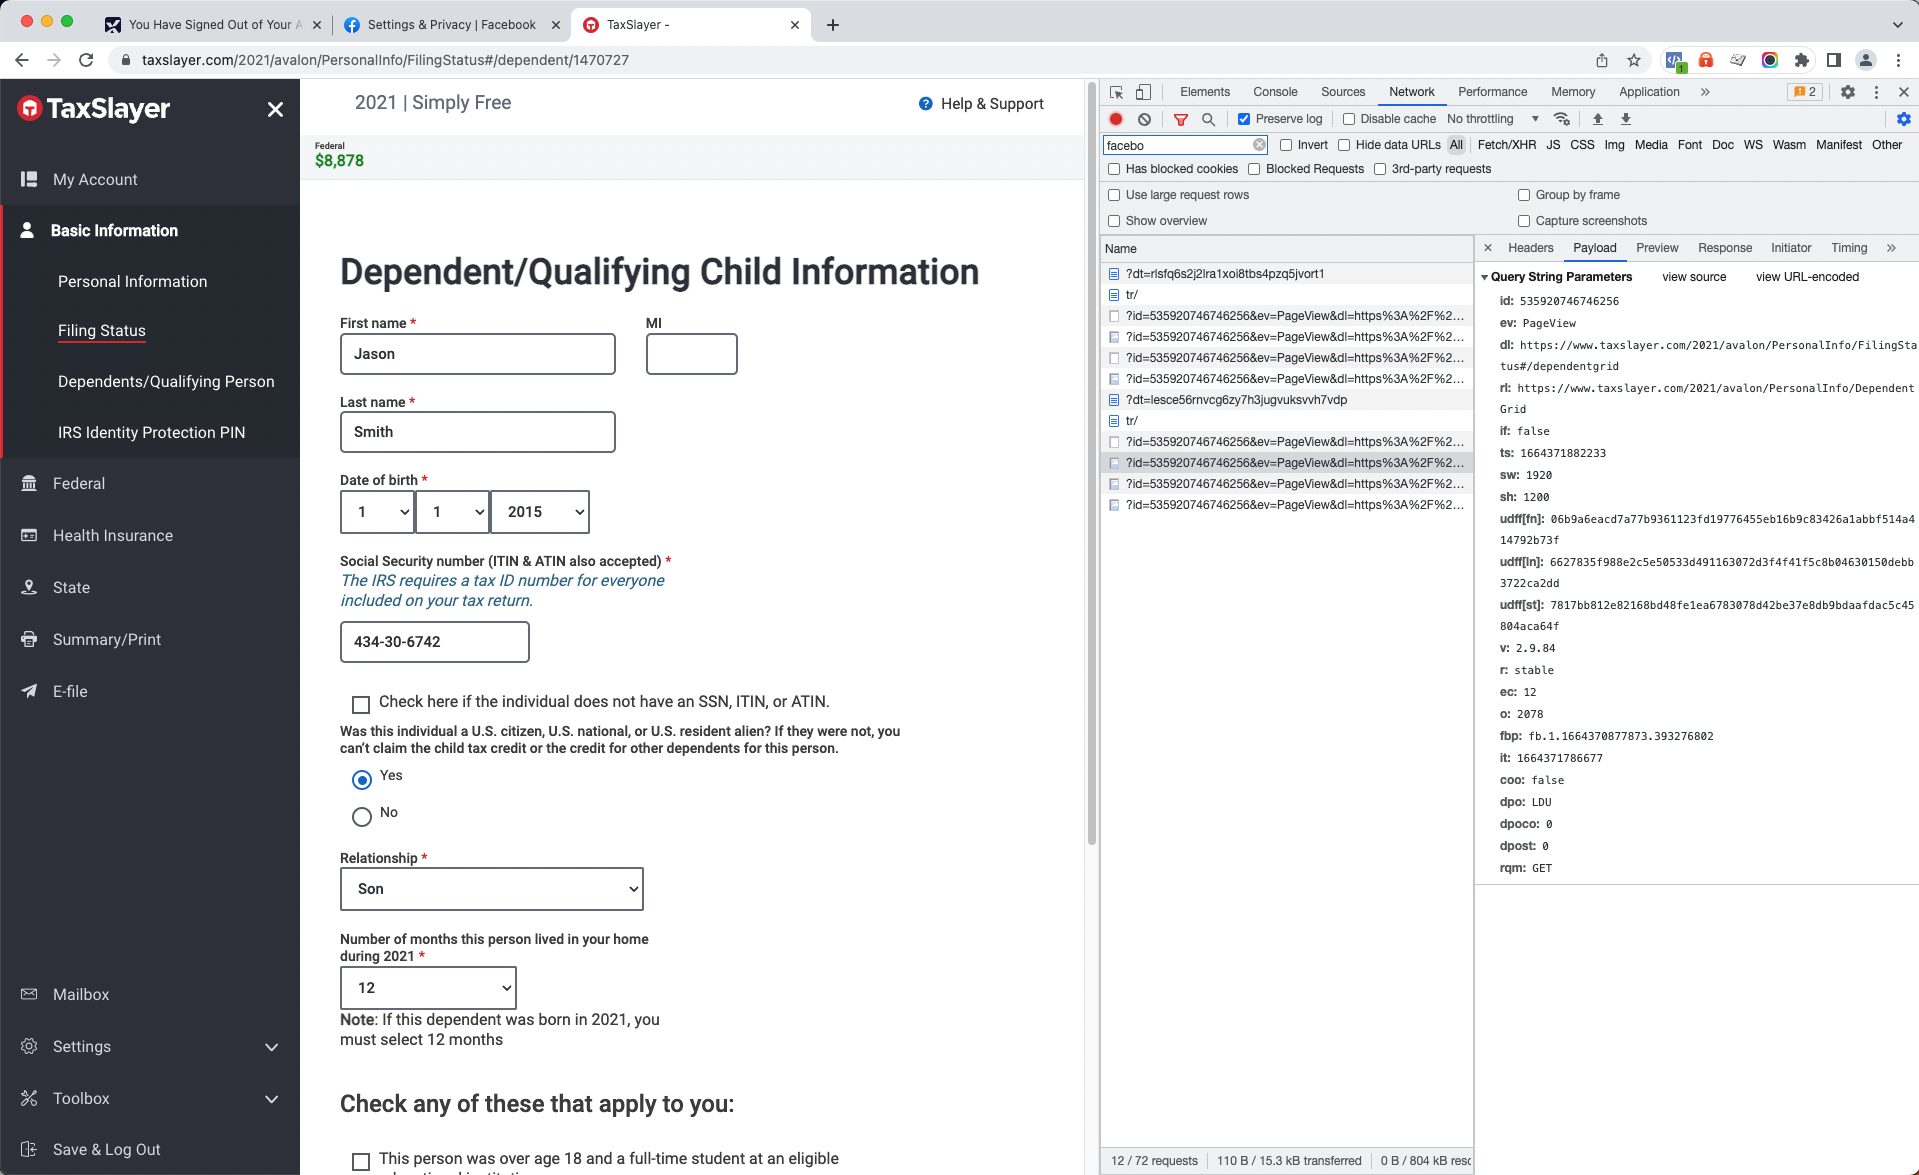 You Have Signed Out of Your A
Settings & Privacy | Facebook
TaxSlayer -
taxslayer.com/2021/avalon/PersonalInfo/FilingStatus#/dependent/1470727
TaxSlayer
My Account
Basic Information
Personal Information
Filing Status
Dependents/Qualifying Person
IRS Identity Protection PIN
Federal
Health Insurance
State
Summary/Print
E-file
Mailbox
Settings
Toolbox
Save & Log Out
2021 | Simply Free
Help & Support
Federal
$8,878
Dependent/Qualifying Child Information
First name *
MI
Jason
Last name *
Smith
Date of birth *
1 1 2015
Social Security number (ITIN & ATIN also accepted) *
The IRS requires a tax ID number for everyone
included on your tax return.
434-30-6742
Check here if the individual does not have an SSN, ITIN, or ATIN.
Was this individual a U.S. citizen, U.S. national, or U.S. resident alien? If they were not, you
can't claim the child tax credit or the credit for other dependents for this person.
Yes
No
Relationship *
Son
Number of months this person lived in your home
during 2021 *
12
Note: If this dependent was born in 2021, you
must select 12 months
Check any of these that apply to you:
This person was over age 18 and a full-time student at an eligible
Elements Console Sources Network Performance Memory Application » 2
Preserve log Disable cache No throttling
facebo
Invert Hide data URLs All Fetch/XHR JS CSS Img Media Font Doc WS Wasm Manifest Other
Has blocked cookies Blocked Requests 3rd-party requests
Use large request rows Group by frame
Show overview Capture screenshots
Name
?dt=rlsfq6s2j2lra1xoi8tbs4pzq5jvort1
tr/
?id=535920746746256&ev=PageView&dl=https%3A%2F%2...
?id=535920746746256&ev=PageView&dl=https%3A%2F%2...
?id=535920746746256&ev=PageView&dl=https%3A%2F%2...
?id=535920746746256&ev=PageView&dl=https%3A%2F%2...
?dt=lesce56rnvcg6zy7h3jugvuksvvh7vdp
tr/
?id=535920746746256&ev=PageView&dl=https%3A%2F%2...
?id=535920746746256&ev=PageView&dl=https%3A%2F%2...
?id=535920746746256&ev=PageView&dl=https%3A%2F%2...
?id=535920746746256&ev=PageView&dl=https%3A%2F%2...
12 / 72 requests 110 B / 15.3 kB transferred 0 B / 804 kB resc
Headers Payload Preview Response Initiator Timing »
Query String Parameters view source view URL-encoded
id: 535920746746256
ev: PageView
dl: https://www.taxslayer.com/2021/avalon/PersonalInfo/FilingSta
tus#/dependentgrid
rl: https://www.taxslayer.com/2021/avalon/PersonalInfo/Dependent
Grid
if: false
ts: 1664371882233
sw: 1920
sh: 1200
udff[fn]: 06b9a6eacd7a77b9361123fd19776455eb16b9c83426a1abbf514a4
14792b73f
udff[ln]: 6627835f988e2c5e50533d491163072d3f4f41f5c8b04630150debb
3722ca2dd
udff[st]: 7817bb812e82168bd48fe1ea6783078d42be37e8db9bdaafdac5c45
804aca64f
v: 2.9.84
r: stable
ec: 12
o: 2078
fbp: fb.1.1664370877873.393276802
it: 1664371786677
coo: false
dpo: LDU
dpoco: 0
dpost: 0
rqm: GET